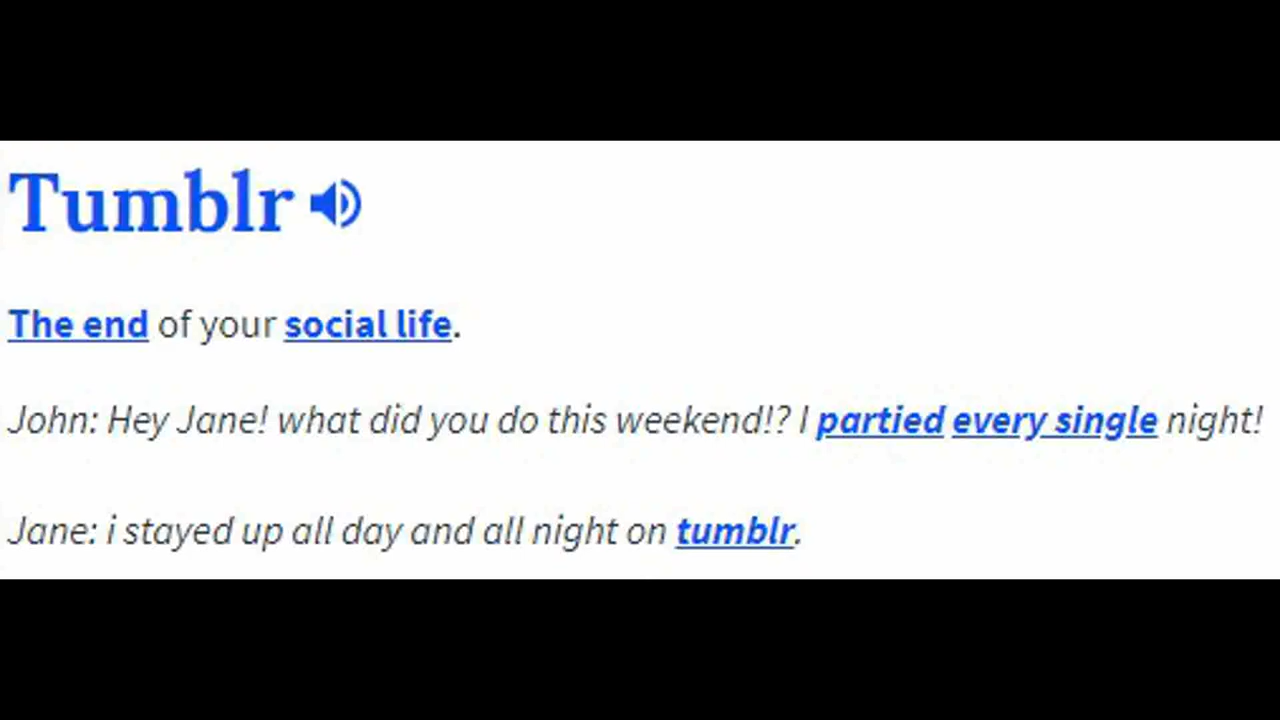 Tumblr
The end of your social life.
John: Hey Jane! what did you do this weekend!? I partied every single night!
Jane: i stayed up all day and all night on tumblr.